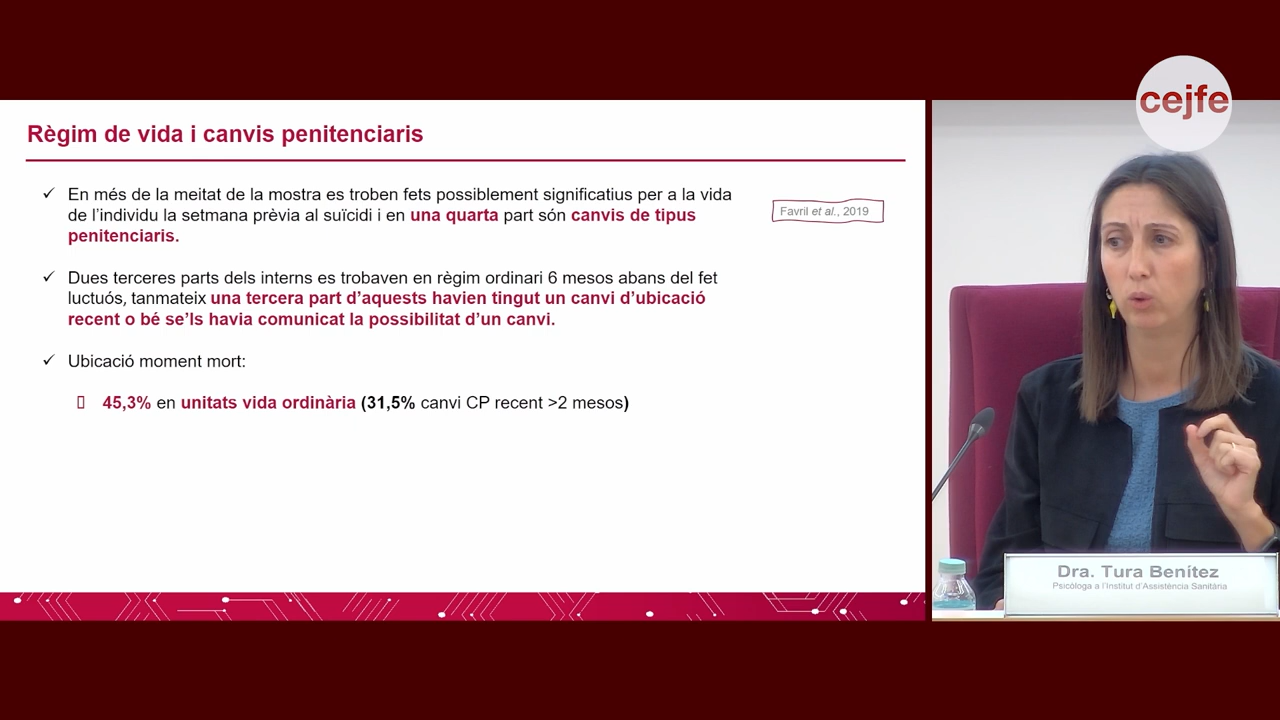 cejfe
Règim de vida i canvis penitenciaris
✓ En més de la meitat de la mostra es troben fets possiblement significatius per a la vida
de l'individu la setmana prèvia al suïcidi i en una quarta part són canvis de tipus
penitenciaris.
Favril et al., 2019
✓ Dues terceres parts dels interns es trobaven en règim ordinari 6 mesos abans del fet
luctuós, tanmateix una tercera part d'aquests havien tingut un canvi d'ubicació
recent o bé se'ls havia comunicat la possibilitat d'un canvi.
✓ Ubicació moment mort:
45,3% en unitats vida ordinària (31,5% canvi CP recent >2 mesos)
Dra. Tura Benítez
Psicòloga a l'Institut d'Assistència Sanitària